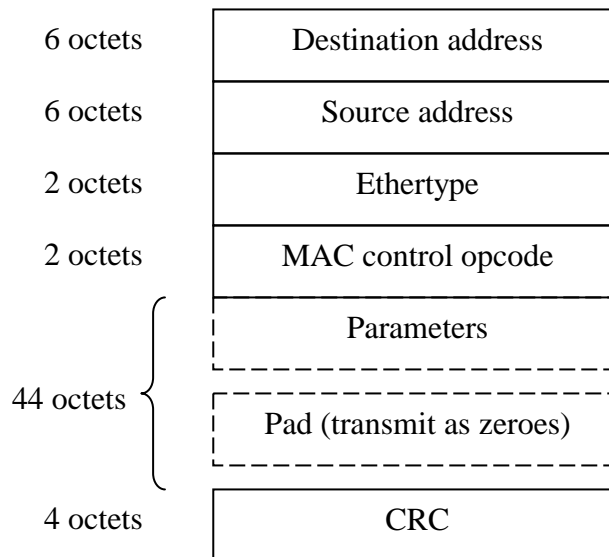 6 octets Destination address
6 octets Source address
2 octets Ethertype
2 octets MAC control opcode
Parameters
44 octets
Pad (transmit as zeroes)
4 octets CRC